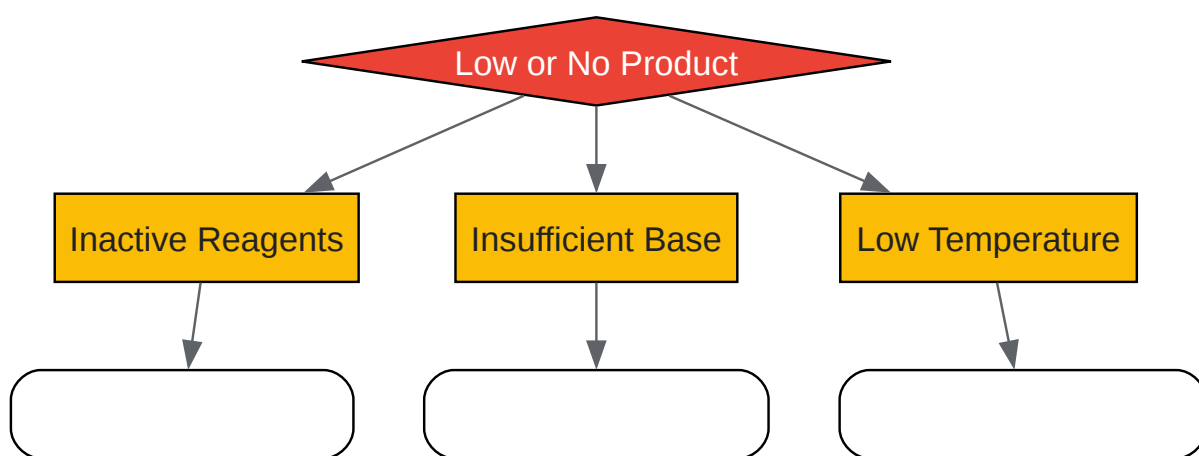 Low or No Product
Inactive Reagents
Insufficient Base
Low Temperature